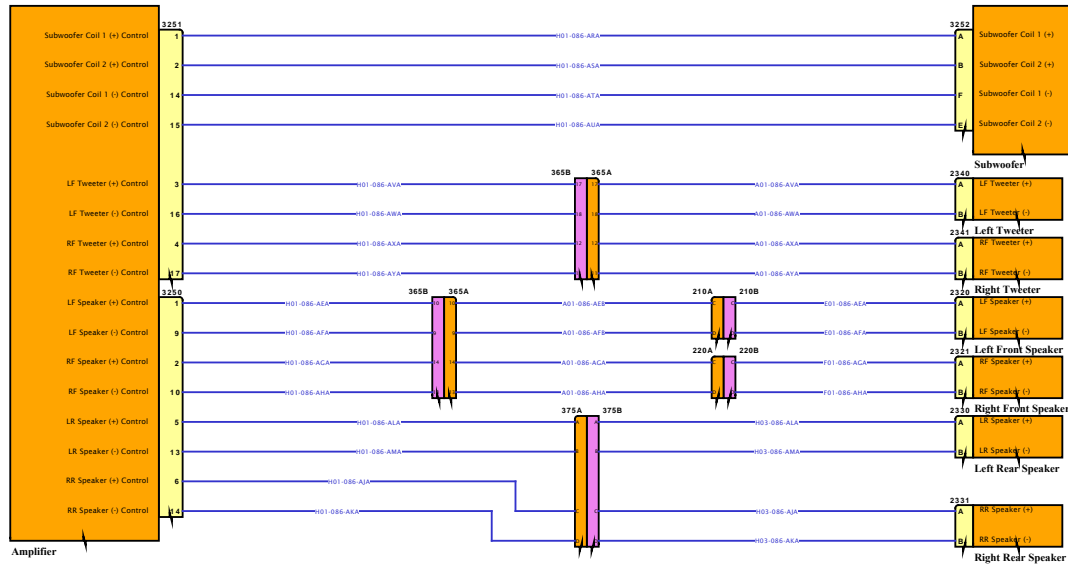 3251 3252
Subwoofer Coil 1 (+) Control 1 H01-086-ARA A Subwoofer Coil 1 (+)
Subwoofer Coil 2 (+) Control 2 H01-086-ASA B Subwoofer Coil 2 (+)
Subwoofer Coil 1 (-) Control 14 H01-086-ATA F Subwoofer Coil 1 (-)
Subwoofer Coil 2 (-) Control 15 H01-086-AUA E Subwoofer Coil 2 (-)
Subwoofer
365B 365A 2340
LF Tweeter (+) Control 3 H01-086-AVA 17 17 A01-086-AVA A LF Tweeter (+)
LF Tweeter (-) Control 16 H01-086-AWA 18 18 A01-086-AWA B LF Tweeter (-)
Left Tweeter
2341
RF Tweeter (+) Control 4 H01-086-AXA 12 12 A01-086-AXA A RF Tweeter (+)
RF Tweeter (-) Control 17 H01-086-AYA A01-086-AYA B RF Tweeter (-)
Right Tweeter
3250 365B 365A 210A 210B 2320
LF Speaker (+) Control 1 H01-086-AEA 10 10 A01-086-AEB C C E01-086-AEA A LF Speaker (+)
LF Speaker (-) Control 9 H01-086-AFA 9 9 A01-086-AFB D E01-086-AFA B LF Speaker (-)
Left Front Speaker
220A 220B 2321
RF Speaker (+) Control 2 H01-086-AGA 14 14 A01-086-AGA C C F01-086-AGA A RF Speaker (+)
RF Speaker (-) Control 10 H01-086-AHA A01-086-AHA D F01-086-AHA B RF Speaker (-)
Right Front Speaker
375A 375B 2330
LR Speaker (+) Control 5 H01-086-ALA A A H03-086-ALA A LR Speaker (+)
LR Speaker (-) Control 13 H01-086-AMA B B H03-086-AMA B LR Speaker (-)
Left Rear Speaker
RR Speaker (+) Control 6 H01-086-AJA
2331
RR Speaker (-) Control 14 H01-086-AKA C C H03-086-AJA A RR Speaker (+)
D D H03-086-AKA B RR Speaker (-)
Amplifier
Right Rear Speaker